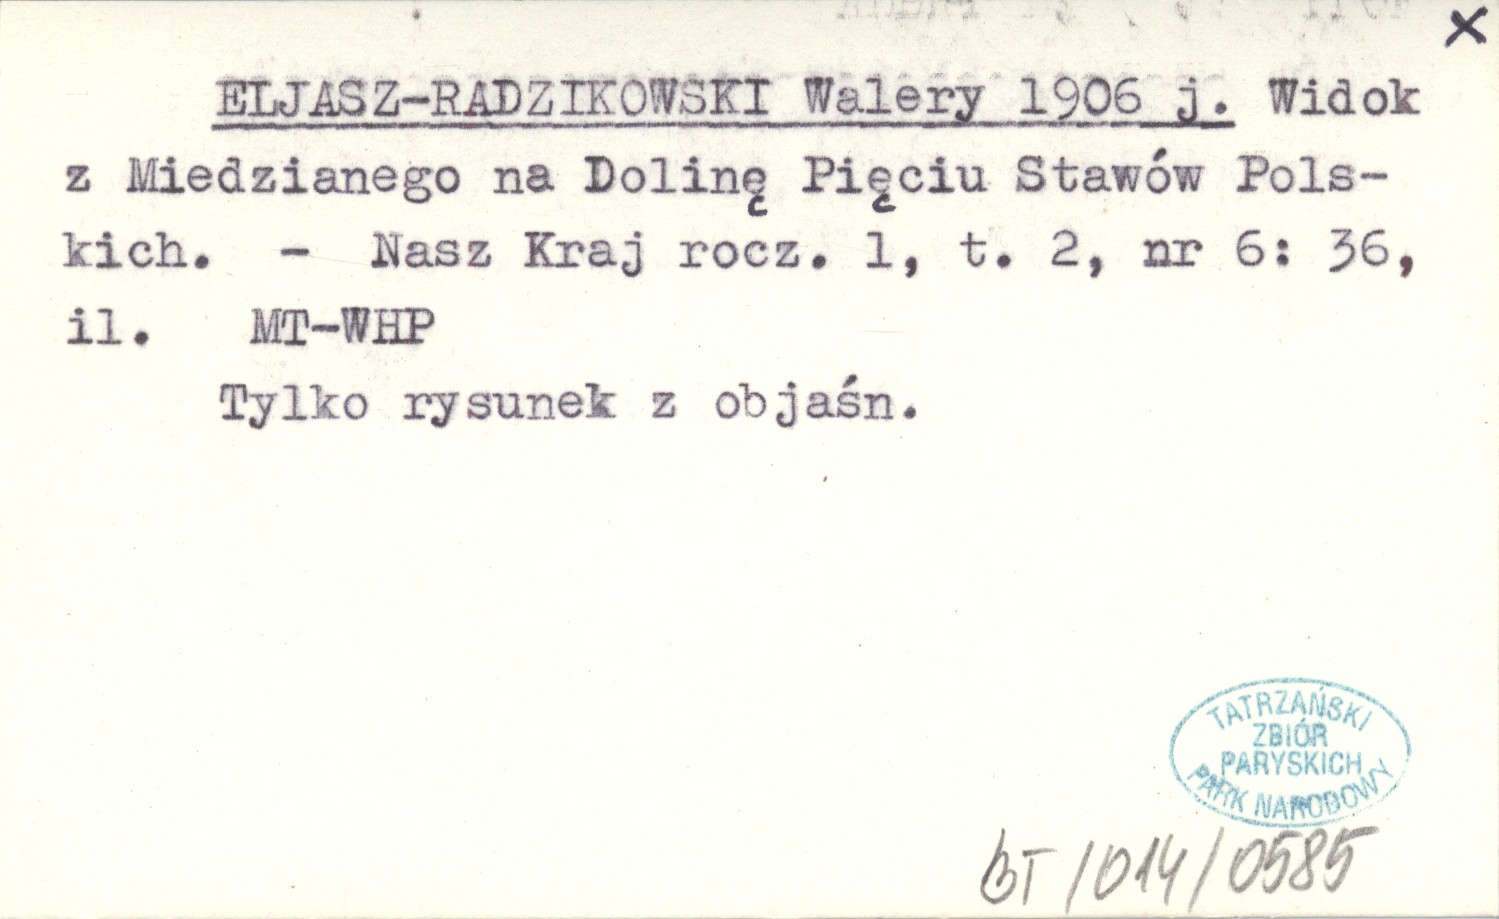 x
ELJASZ-RADZIKOWSKI Walery 1906 j. Widok
z Miedzianego na Dolinę Pięciu Stawów Pols-
kich. - Nasz Kraj rocz. 1, t. 2, nr 6: 36,
il. MT-WHP
Tylko rysunek z objaśn.
TATRZAŃSKI
ZBIÓR
PARYSKICH
PARK NARODOWY
BT/014/0585